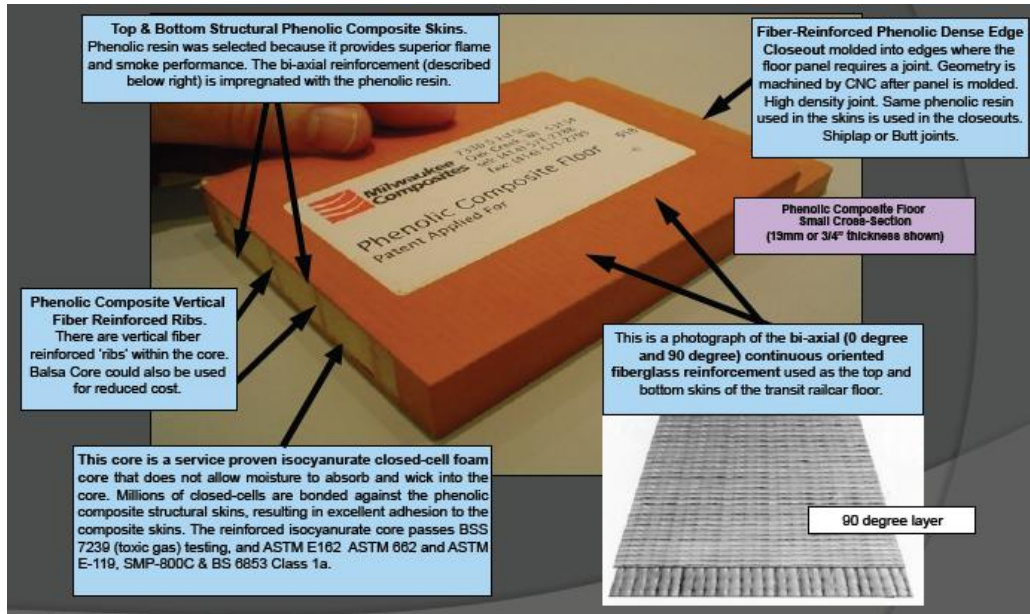 Top & Bottom Structural Phenolic Composite Skins.
Phenolic resin was selected because it provides superior flame
and smoke performance. The bi-axial reinforcement (described
below right) is impregnated with the phenolic resin.
Fiber-Reinforced Phenolic Dense Edge
Closeout molded into edges where the
floor panel requires a joint. Geometry is
machined by CNC after panel is molded.
High density joint. Same phenolic resin
used in the skins is used in the closeouts.
Shiplap or Butt joints.
Milwaukee
Composites
Phenolic Composite Floor
Patent Applied For
Phenolic Composite Floor
Small Cross-Section
(19mm or 3/4" thickness shown)
Phenolic Composite Vertical
Fiber Reinforced Ribs.
There are vertical fiber
reinforced 'ribs' within the core.
Balsa Core could also be used
for reduced cost.
This is a photograph of the bi-axial (0 degree
and 90 degree) continuous oriented
fiberglass reinforcement used as the top and
bottom skins of the transit railcar floor.
This core is a service proven isocyanurate closed-cell foam
core that does not allow moisture to absorb and wick into the
core. Millions of closed-cells are bonded against the phenolic
composite structural skins, resulting in excellent adhesion to the
composite skins. The reinforced isocyanurate core passes BSS
7239 (toxic gas) testing, and ASTM E162 ASTM 662 and ASTM
E-119, SMP-800C & BS 6853 Class 1a.
90 degree layer